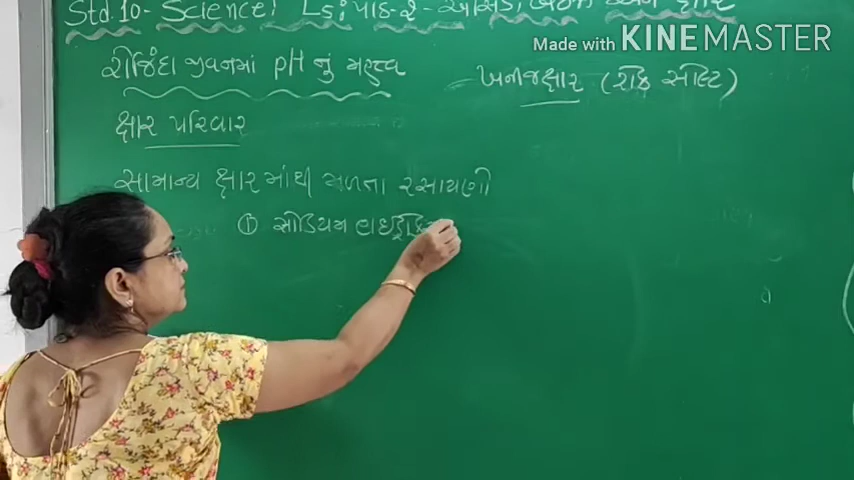 Std.10- Science, L5: પાઠ-2- એસિડ, બેઇઝ અને ક્ષાર
Made with KINEMASTER
રોજિંદા જીવનમાં pH નું મહત્વ
ખનીજક્ષાર (રોક સોલ્ટ)
ક્ષાર પરિવાર
સામાન્ય ક્ષારમાંથી મળતા રસાયણો
① સોડિયમ હાઇડ્રોક્સ